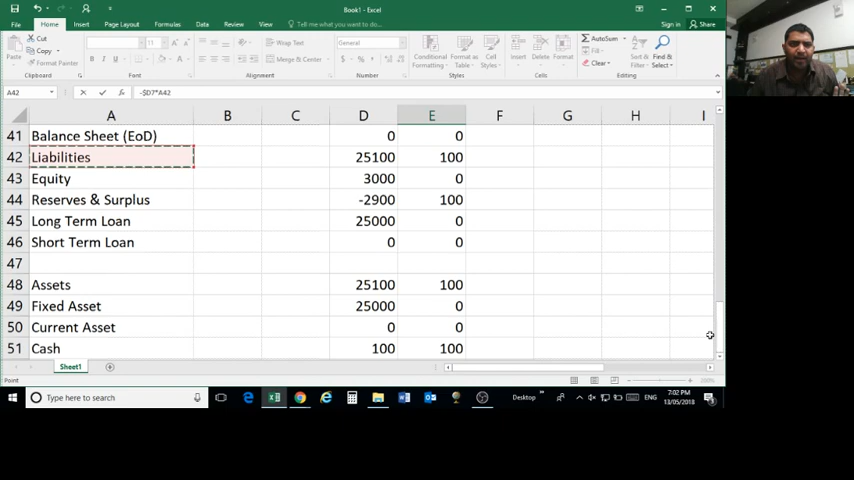 Book1 - Excel
File Home Insert Page Layout Formulas Data Review View Tell me what you want to do Sign in Share
Paste Cut Copy Format Painter
11 General Wrap Text Merge & Center
B I U $ %
Conditional Formatting Format as Table Cell Styles Insert Delete Format
AutoSum Fill Clear Sort & Filter Find & Select
Clipboard Font Alignment Number Styles Cells Editing
A42 -$D7*A42
A B C D E F G H I
41 Balance Sheet (EoD) 0 0
42 Liabilities 25100 100
43 Equity 3000 0
44 Reserves & Surplus -2900 100
45 Long Term Loan 25000 0
46 Short Term Loan 0 0
47
48 Assets 25100 100
49 Fixed Asset 25000 0
50 Current Asset 0 0
51 Cash 100 100
Sheet1
Point
Type here to search Desktop ENG 7:02 PM
13/05/2018